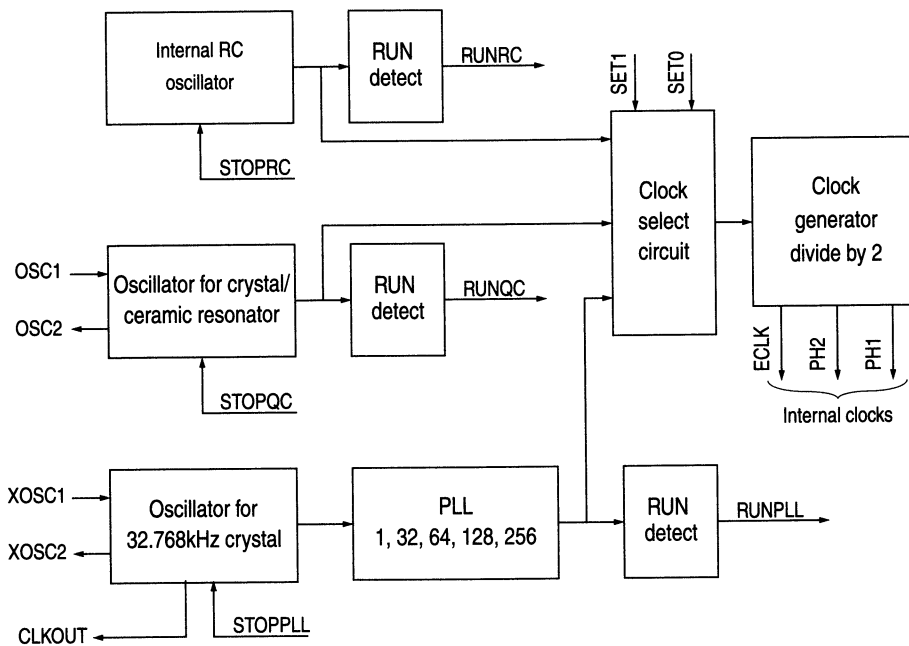 Internal RC
oscillator
RUN
detect
RUNRC
STOPRC
SET1
SET0
Clock
select
circuit
Clock
generator
divide by 2
OSC1
OSC2
Oscillator for crystal/
ceramic resonator
RUN
detect
RUNQC
STOPQC
ECLK
PH2
PH1
Internal clocks
XOSC1
XOSC2
Oscillator for
32.768kHz crystal
PLL
1, 32, 64, 128, 256
RUN
detect
RUNPLL
CLKOUT
STOPPLL